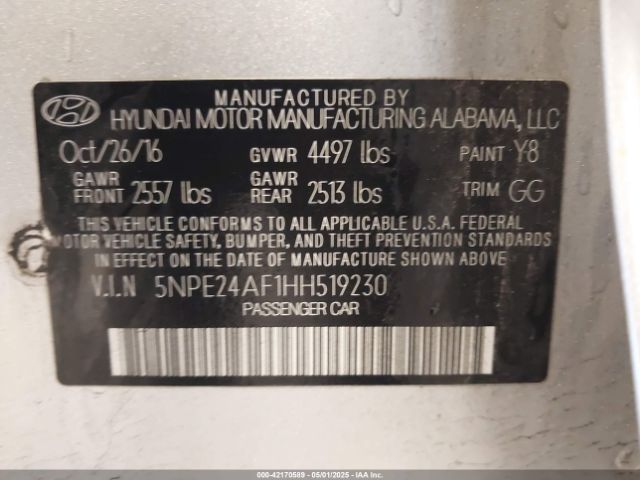 MANUFACTURED BY
HYUNDAI MOTOR MANUFACTURING ALABAMA, LLC
Oct/26/16 GVWR 4497 lbs PAINT Y8
GAWR FRONT 2557 lbs GAWR REAR 2513 lbs TRIM GG
THIS VEHICLE CONFORMS TO ALL APPLICABLE U.S.A. FEDERAL
MOTOR VEHICLE SAFETY, BUMPER, AND THEFT PREVENTION
STANDARDS IN EFFECT ON THE DATE OF MANUFACTURE SHOWN ABOVE.
V.I.N 5NPE24AF1HH519230
PASSENGER CAR
000-42170589 - 05/01/2025 - IAAI.COM